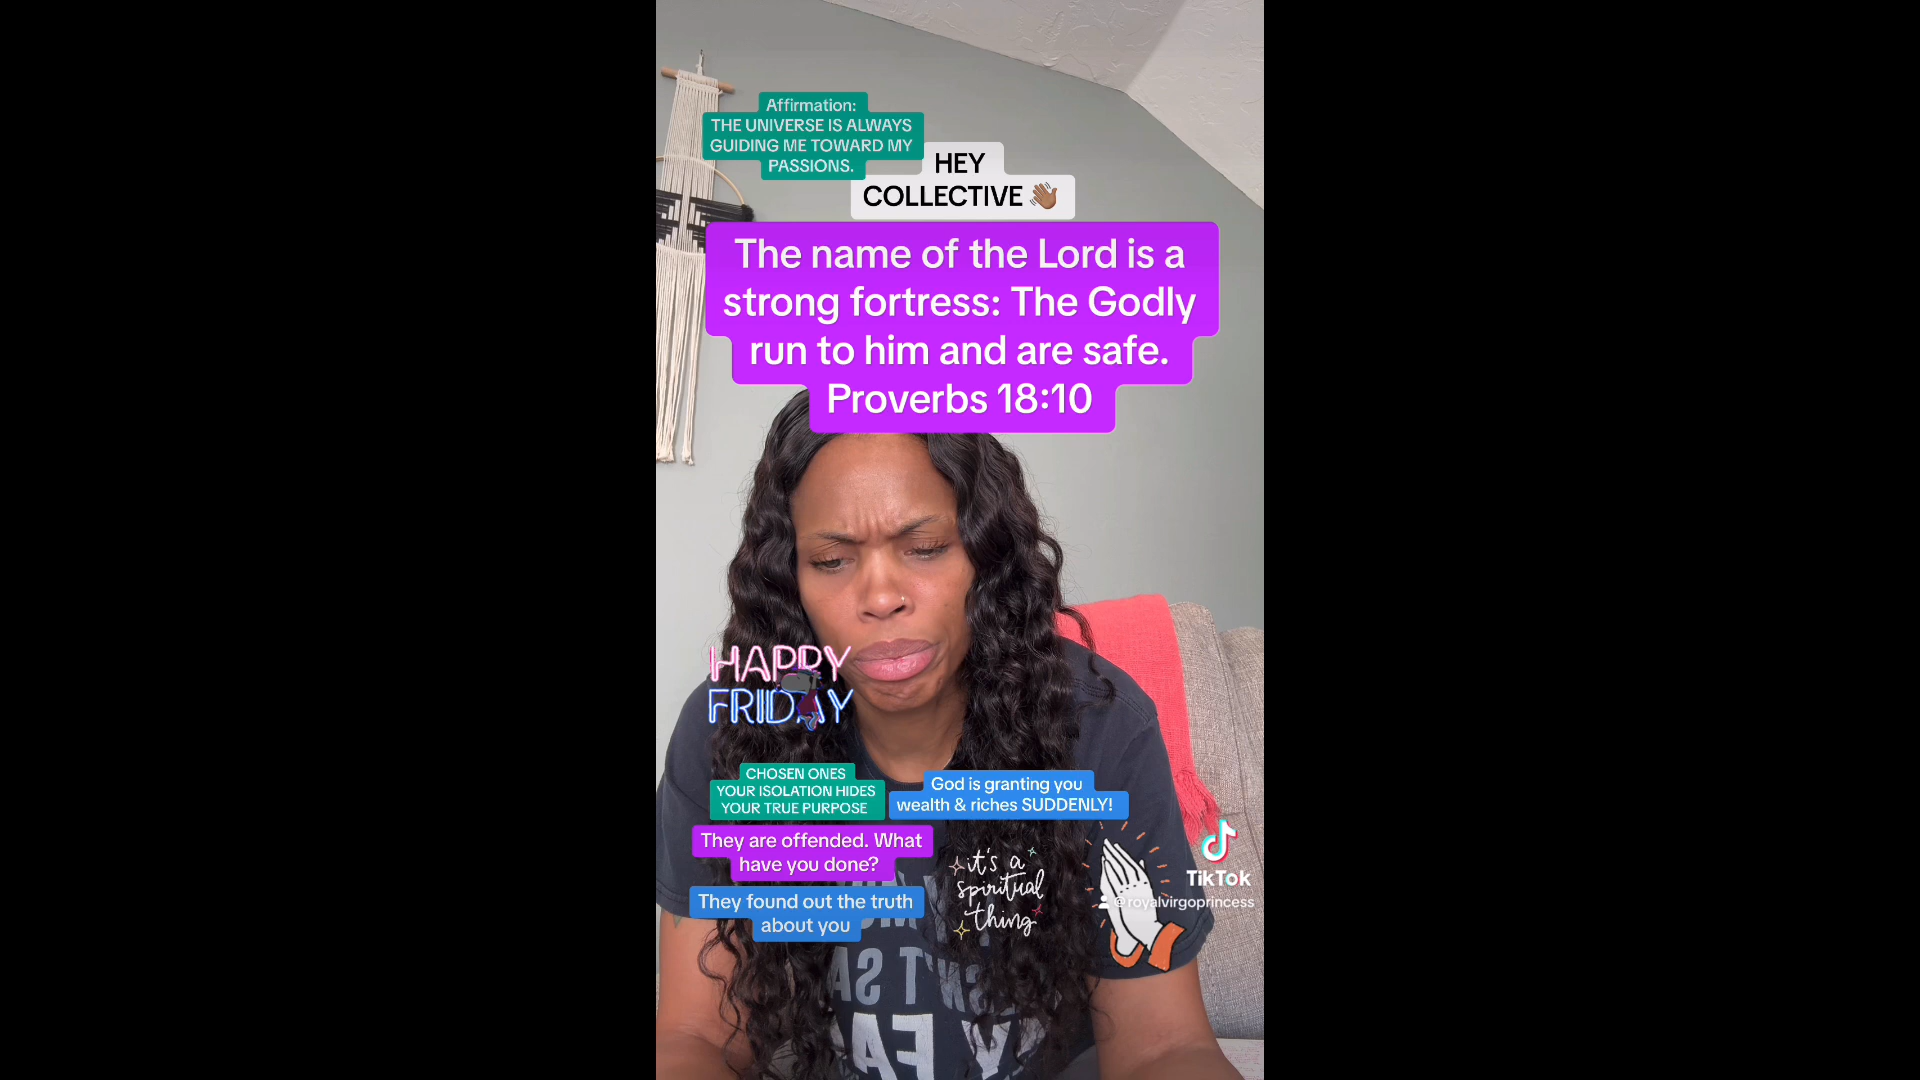 Affirmation:
THE UNIVERSE IS ALWAYS
GUIDING ME TOWARD MY
PASSIONS.
HEY
COLLECTIVE 👋🏽
The name of the Lord is a
strong fortress: The Godly
run to him and are safe.
Proverbs 18:10
HAPPY
FRIDAY
CHOSEN ONES
YOUR ISOLATION HIDES
YOUR TRUE PURPOSE
God is granting you
wealth & riches SUDDENLY!
They are offended. What
have you done?
They found out the truth
about you
it's a
spiritual
thing
TikTok
@royalvirgoprincess